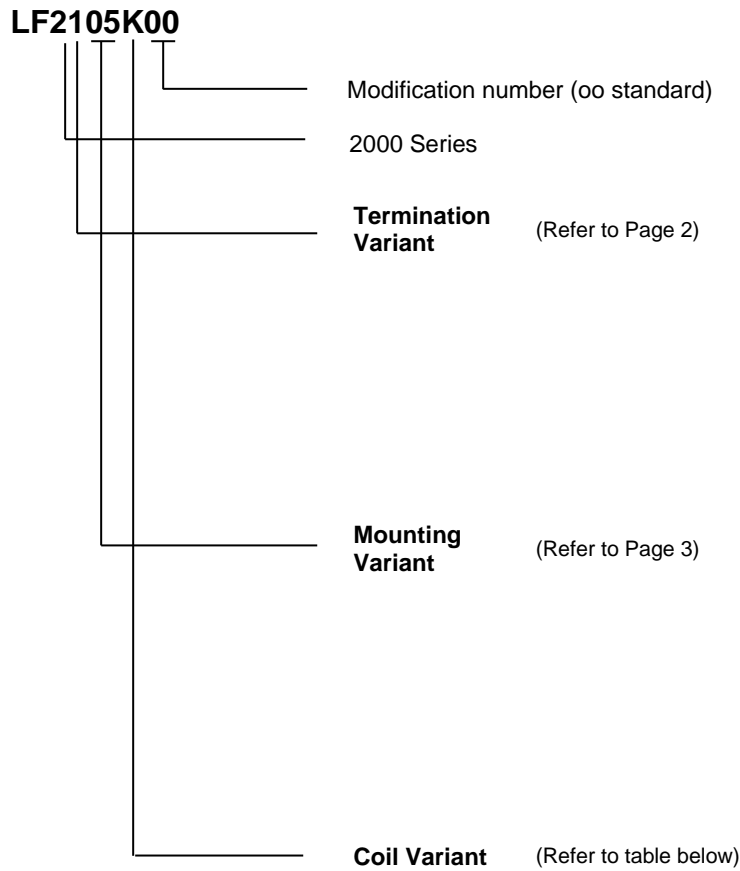 LF2105K00
Modification number (oo standard)
2000 Series
Termination
Variant (Refer to Page 2)
Mounting
Variant (Refer to Page 3)
Coil Variant (Refer to table below)